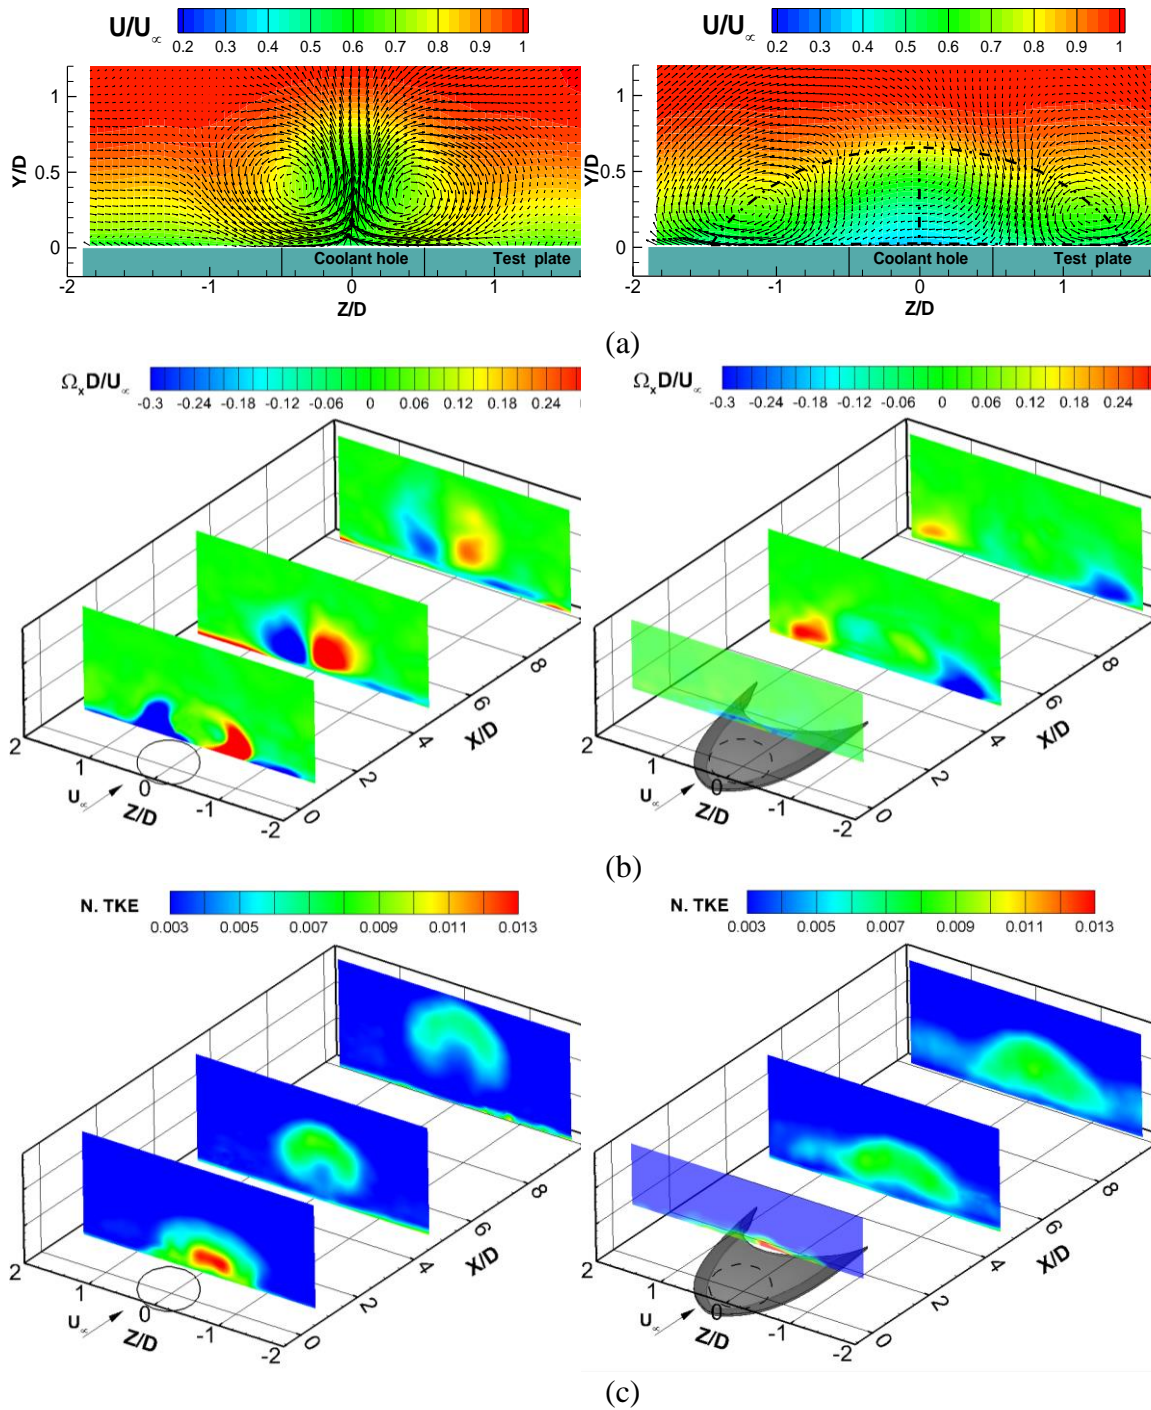 U/U∞ 0.2 0.3 0.4 0.5 0.6 0.7 0.8 0.9 1
U/U∞ 0.2 0.3 0.4 0.5 0.6 0.7 0.8 0.9 1
Y/D
1
0.5
0
Coolant hole Test plate
-2 -1 0 1
Z/D
Y/D
1
0.5
0
Coolant hole Test plate
-2 -1 0 1
Z/D
(a)
ΩₓD/U∞
-0.3 -0.24 -0.18 -0.12 -0.06 0 0.06 0.12 0.18 0.24
ΩₓD/U∞
-0.3 -0.24 -0.18 -0.12 -0.06 0 0.06 0.12 0.18 0.24
2 1 0 -1 -2
Z/D
U∞
0 2 4 6 8
X/D
2 1 0 -1 -2
Z/D
U∞
0 2 4 6 8
X/D
(b)
N. TKE
0.003 0.005 0.007 0.009 0.011 0.013
N. TKE
0.003 0.005 0.007 0.009 0.011 0.013
2 1 0 -1 -2
Z/D
U∞
0 2 4 6 8
X/D
2 1 0 -1 -2
Z/D
U∞
0 2 4 6 8
X/D
(c)